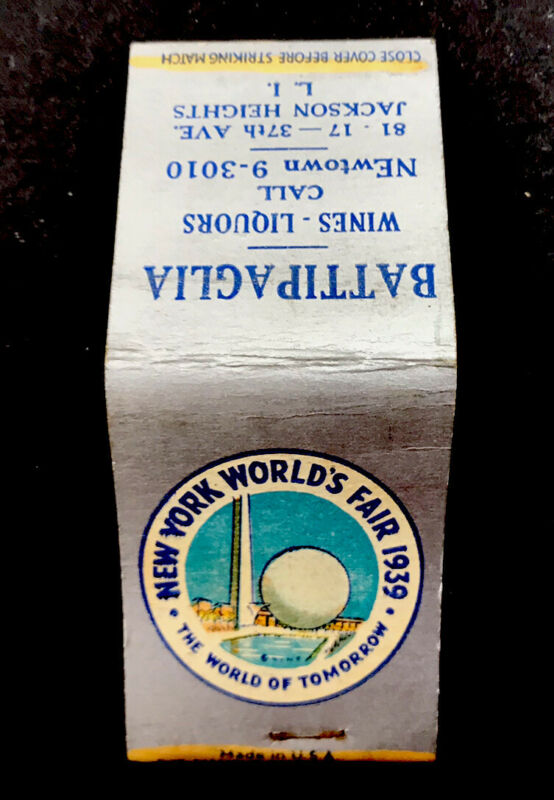 BATTIPAGLIA
WINES - LIQUORS
CALL
NEwtown 9-3010
81 - 17 — 37th AVE.
JACKSON HEIGHTS
L. I.
CLOSE COVER BEFORE STRIKING MATCH
NEW YORK WORLD'S FAIR 1939
• THE WORLD OF TOMORROW •
Made in U.S.A